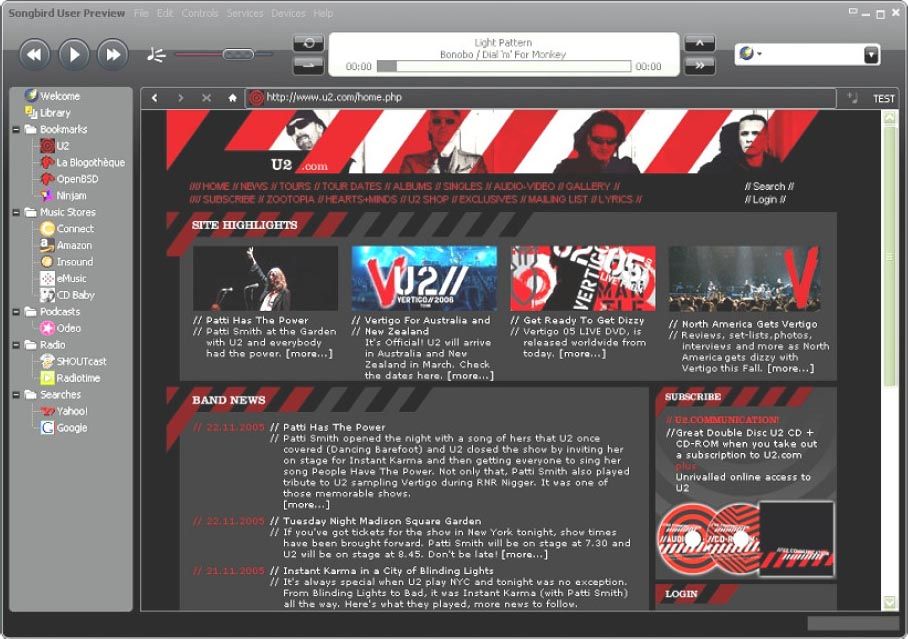 Songbird User Preview File Edit Controls Services Devices Help
Light Pattern
Bonobo / Dial 'm' For Monkey
00:00 00:00
http://www.u2.com/home.php TEST
Welcome
Library
Bookmarks
U2
La Blogothèque
OpenBSD
Ninjam
Music Stores
Connect
Amazon
Insound
eMusic
CD Baby
Podcasts
Odeo
Radio
SHOUTcast
Radiotime
Searches
Yahoo!
Google
U2.com
//// HOME // NEWS // TOURS // TOUR DATES // ALBUMS // SINGLES // AUDIO-VIDEO // GALLERY //
//// SUBSCRIBE // ZOOTOPIA // HEARTS+MINDS // U2 SHOP // EXCLUSIVES // MAILING LIST // LYRICS //
// Search //
// Login //
SITE HIGHLIGHTS
// Patti Has The Power
// Patti Smith at the Garden
with U2 and everybody
had the power. [more...]
U2//
VERTIGO//2006
TOUR
// Vertigo For Australia and
New Zealand
It's Official! U2 will arrive
in Australia and New
Zealand in March. Check
the dates here. [more...]
VERTIGO
05
// Get Ready To Get Dizzy
// Vertigo 05 LIVE DVD, is
released worldwide from
today. [more...]
V
// North America Gets Vertigo
// Reviews, set-lists,photos,
interviews and more as North
America gets dizzy with
Vertigo this Fall. [more...]
BAND NEWS
// 22.11.2005 // Patti Has The Power
// Patti Smith opened the night with a song of hers that U2 once
covered (Dancing Barefoot) and U2 closed the show by inviting her
on stage for Instant Karma and then getting everyone to sing her
song People Have The Power. Not only that, Patti Smith also played
tribute to U2 sampling Vertigo during RNR Nigger. It was one of
those memorable shows.
[more...]
// 22.11.2005 // Tuesday Night Madison Square Garden
// If you've got tickets for the show in New York tonight, show times
have been brought forward. Patti Smith will be on stage at 7.30 and
U2 will be on stage at 8.45. Don't be late! [more...]
// 21.11.2005 // Instant Karma in a City of Blinding Lights
// It's always special when U2 play NYC and tonight was no exception.
From Blinding Lights to Bad, it was Instant Karma (with Patti Smith)
all the way. Here's what they played, more news to follow.
SUBSCRIBE
// U2.COMMUNICATION!
//Great Double Disc U2 CD +
CD-ROM when you take out
a subscription to U2.com
plus
Unrivalled online access to
U2
LOGIN